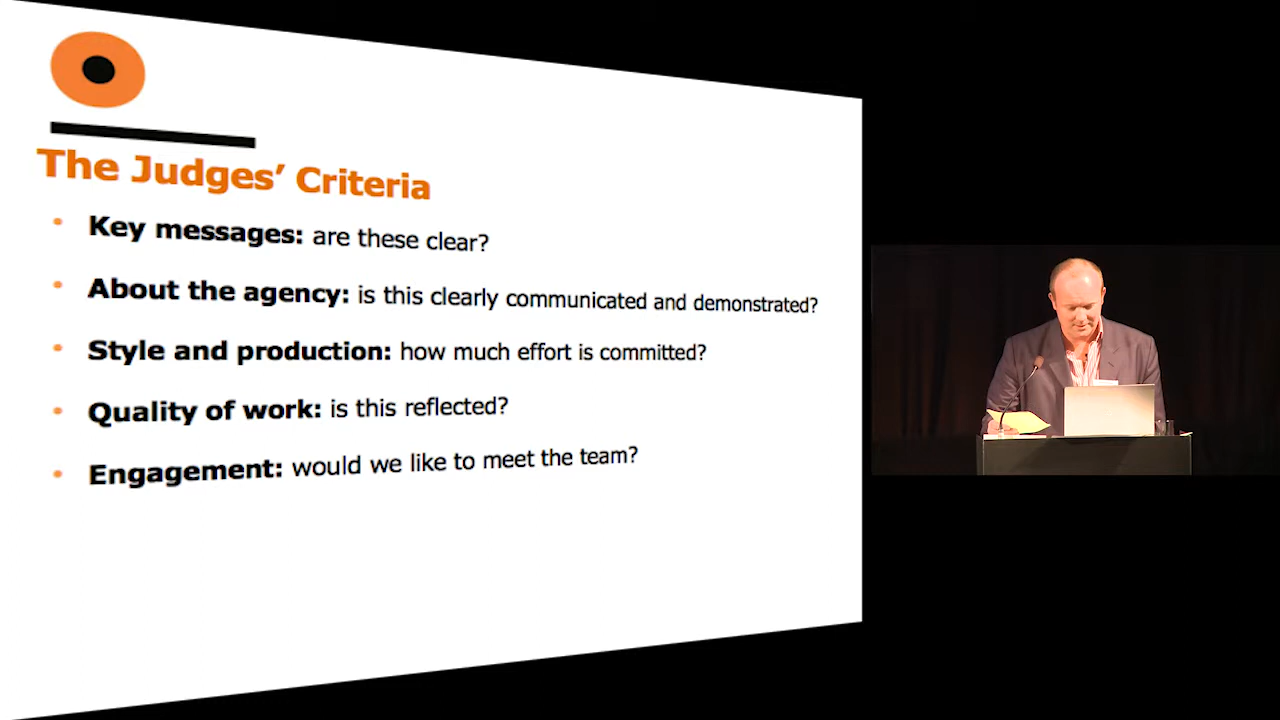 The Judges’ Criteria
• Key messages: are these clear?
• About the agency: is this clearly communicated and demonstrated?
• Style and production: how much effort is committed?
• Quality of work: is this reflected?
• Engagement: would we like to meet the team?